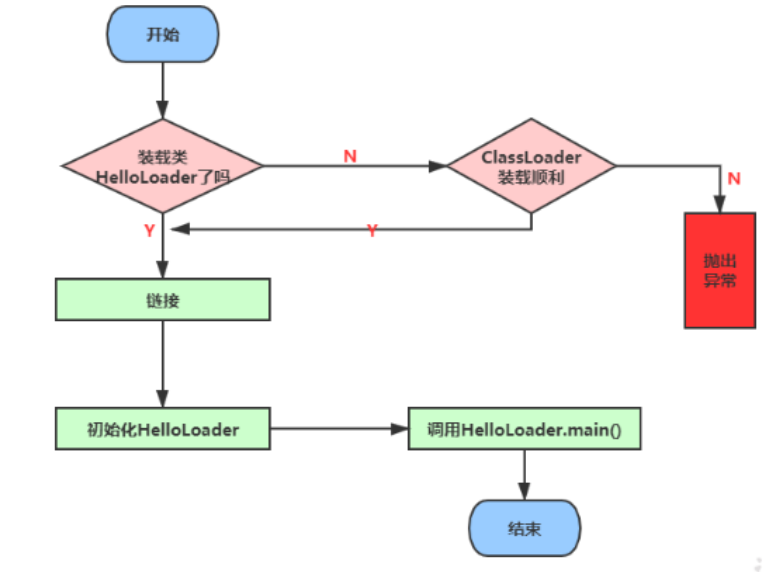 开始
装载类
HelloLoader了吗
N
ClassLoader
装载顺利
N
Y
Y
抛出
异常
链接
初始化HelloLoader
调用HelloLoader.main()
结束